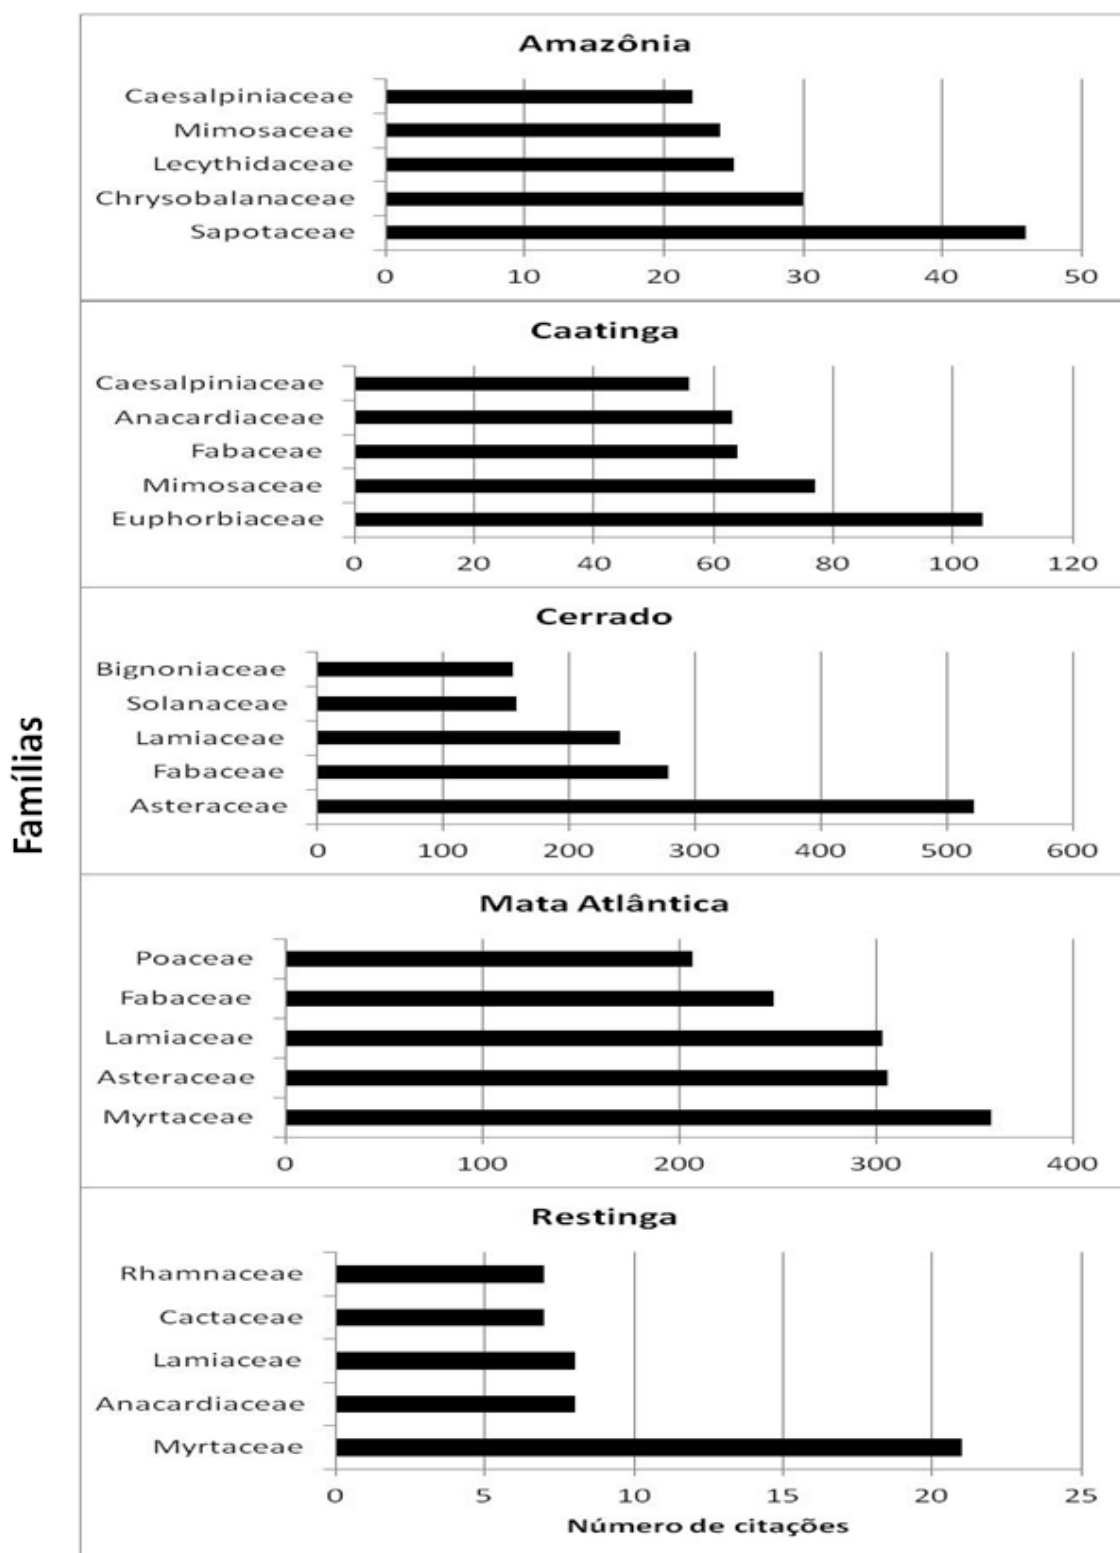 Famílias
Amazônia
Caesalpiniaceae
Mimosaceae
Lecythidaceae
Chrysobalanaceae
Sapotaceae
0 10 20 30 40 50
Caatinga
Caesalpiniaceae
Anacardiaceae
Fabaceae
Mimosaceae
Euphorbiaceae
0 20 40 60 80 100 120
Cerrado
Bignoniaceae
Solanaceae
Lamiaceae
Fabaceae
Asteraceae
0 100 200 300 400 500 600
Mata Atlântica
Poaceae
Fabaceae
Lamiaceae
Asteraceae
Myrtaceae
0 100 200 300 400
Restinga
Rhamnaceae
Cactaceae
Lamiaceae
Anacardiaceae
Myrtaceae
0 5 10 15 20 25
Número de citações